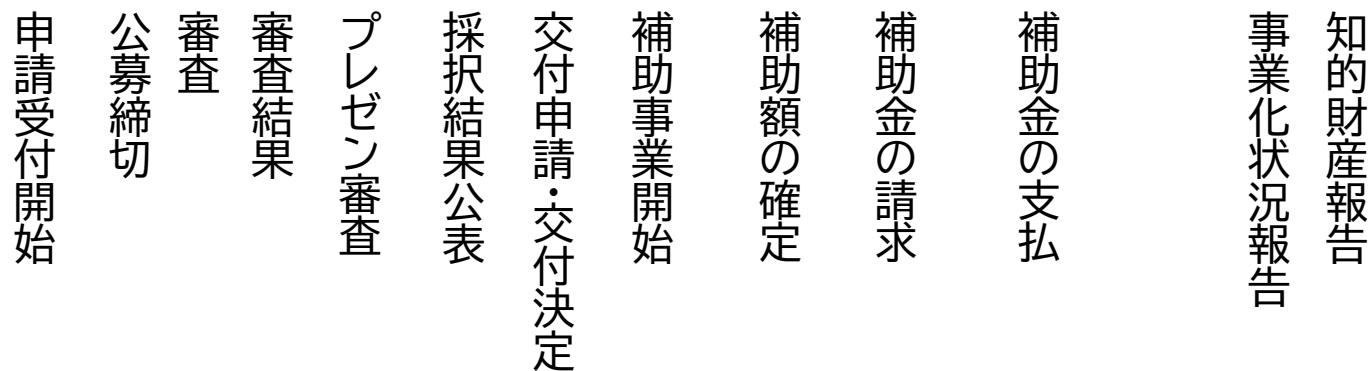 申請受付開始
公募締切
審査
審査結果
プレゼン審査
採択結果公表
交付申請・交付決定
補助事業開始
補助額の確定
補助金の請求
補助金の支払
事業化状況報告
知的財産報告